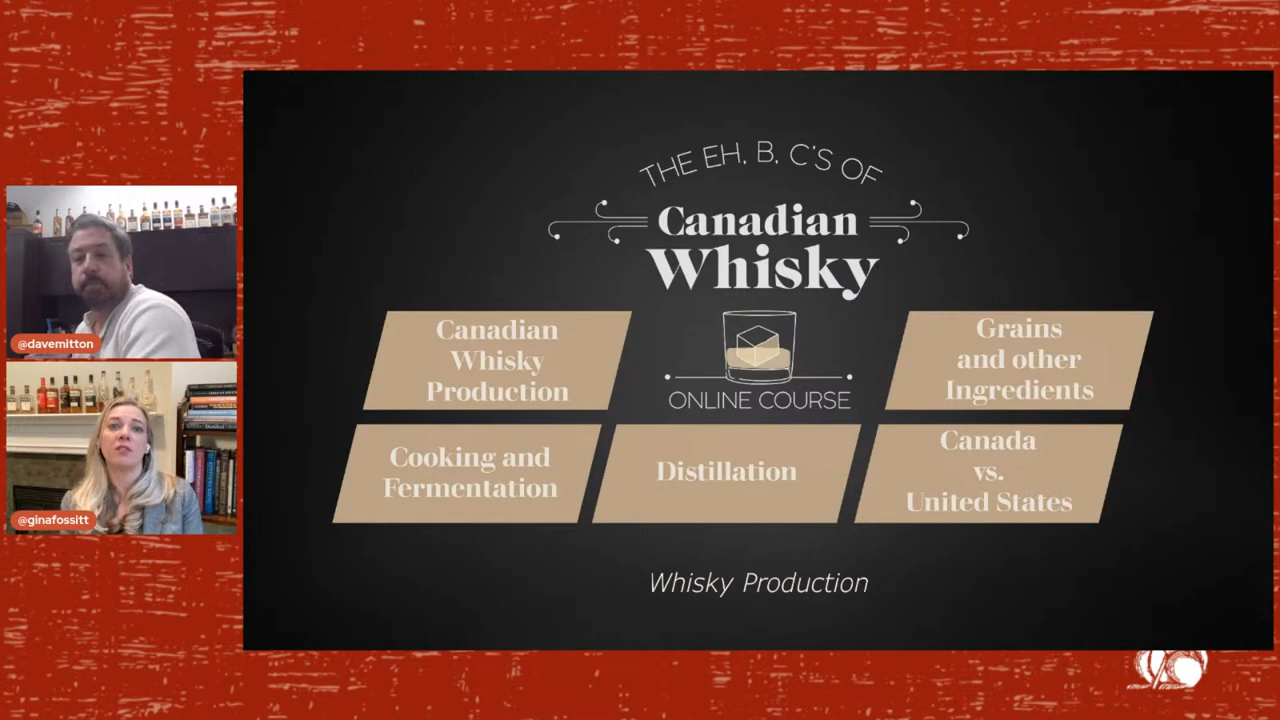 @davemitton
@ginafossitt
THE EH, B, C'S OF
Canadian
Whisky
ONLINE COURSE
Canadian
Whisky
Production
Grains
and other
Ingredients
Cooking and
Fermentation
Distillation
Canada
vs.
United States
Whisky Production